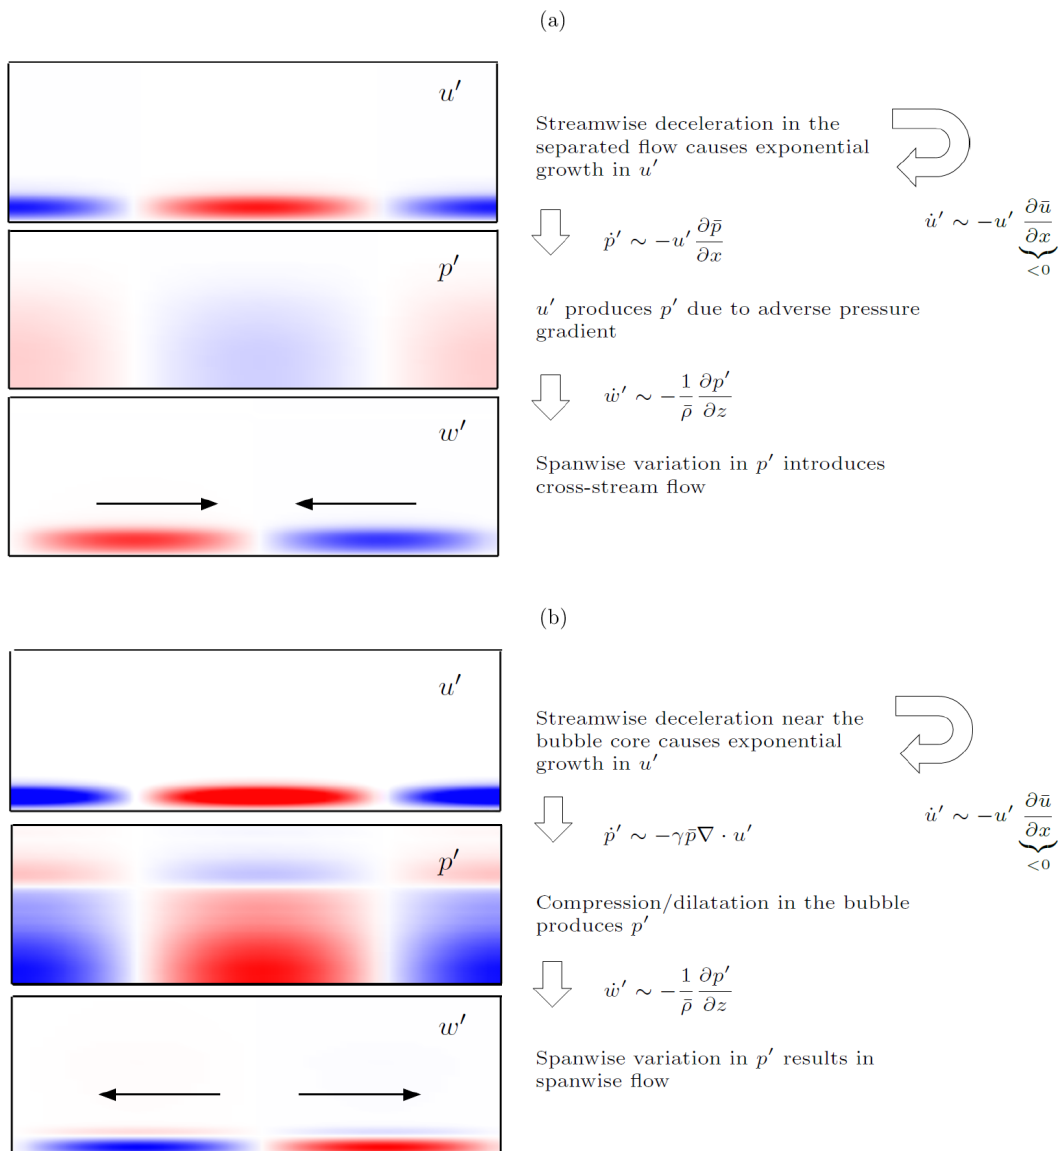 (a)
u′
Streamwise deceleration in the
separated flow causes exponential
growth in u′
u̇′ ∼ −u′ ∂ū/∂x
<0
ṗ′ ∼ −u′ ∂p̄/∂x
p′
u′ produces p′ due to adverse pressure
gradient
ẇ′ ∼ −1/ρ̄ ∂p′/∂z
w′
Spanwise variation in p′ introduces
cross-stream flow
(b)
u′
Streamwise deceleration near the
bubble core causes exponential
growth in u′
u̇′ ∼ −u′ ∂ū/∂x
<0
ṗ′ ∼ −γp̄∇ · u′
p′
Compression/dilatation in the bubble
produces p′
ẇ′ ∼ −1/ρ̄ ∂p′/∂z
w′
Spanwise variation in p′ results in
spanwise flow